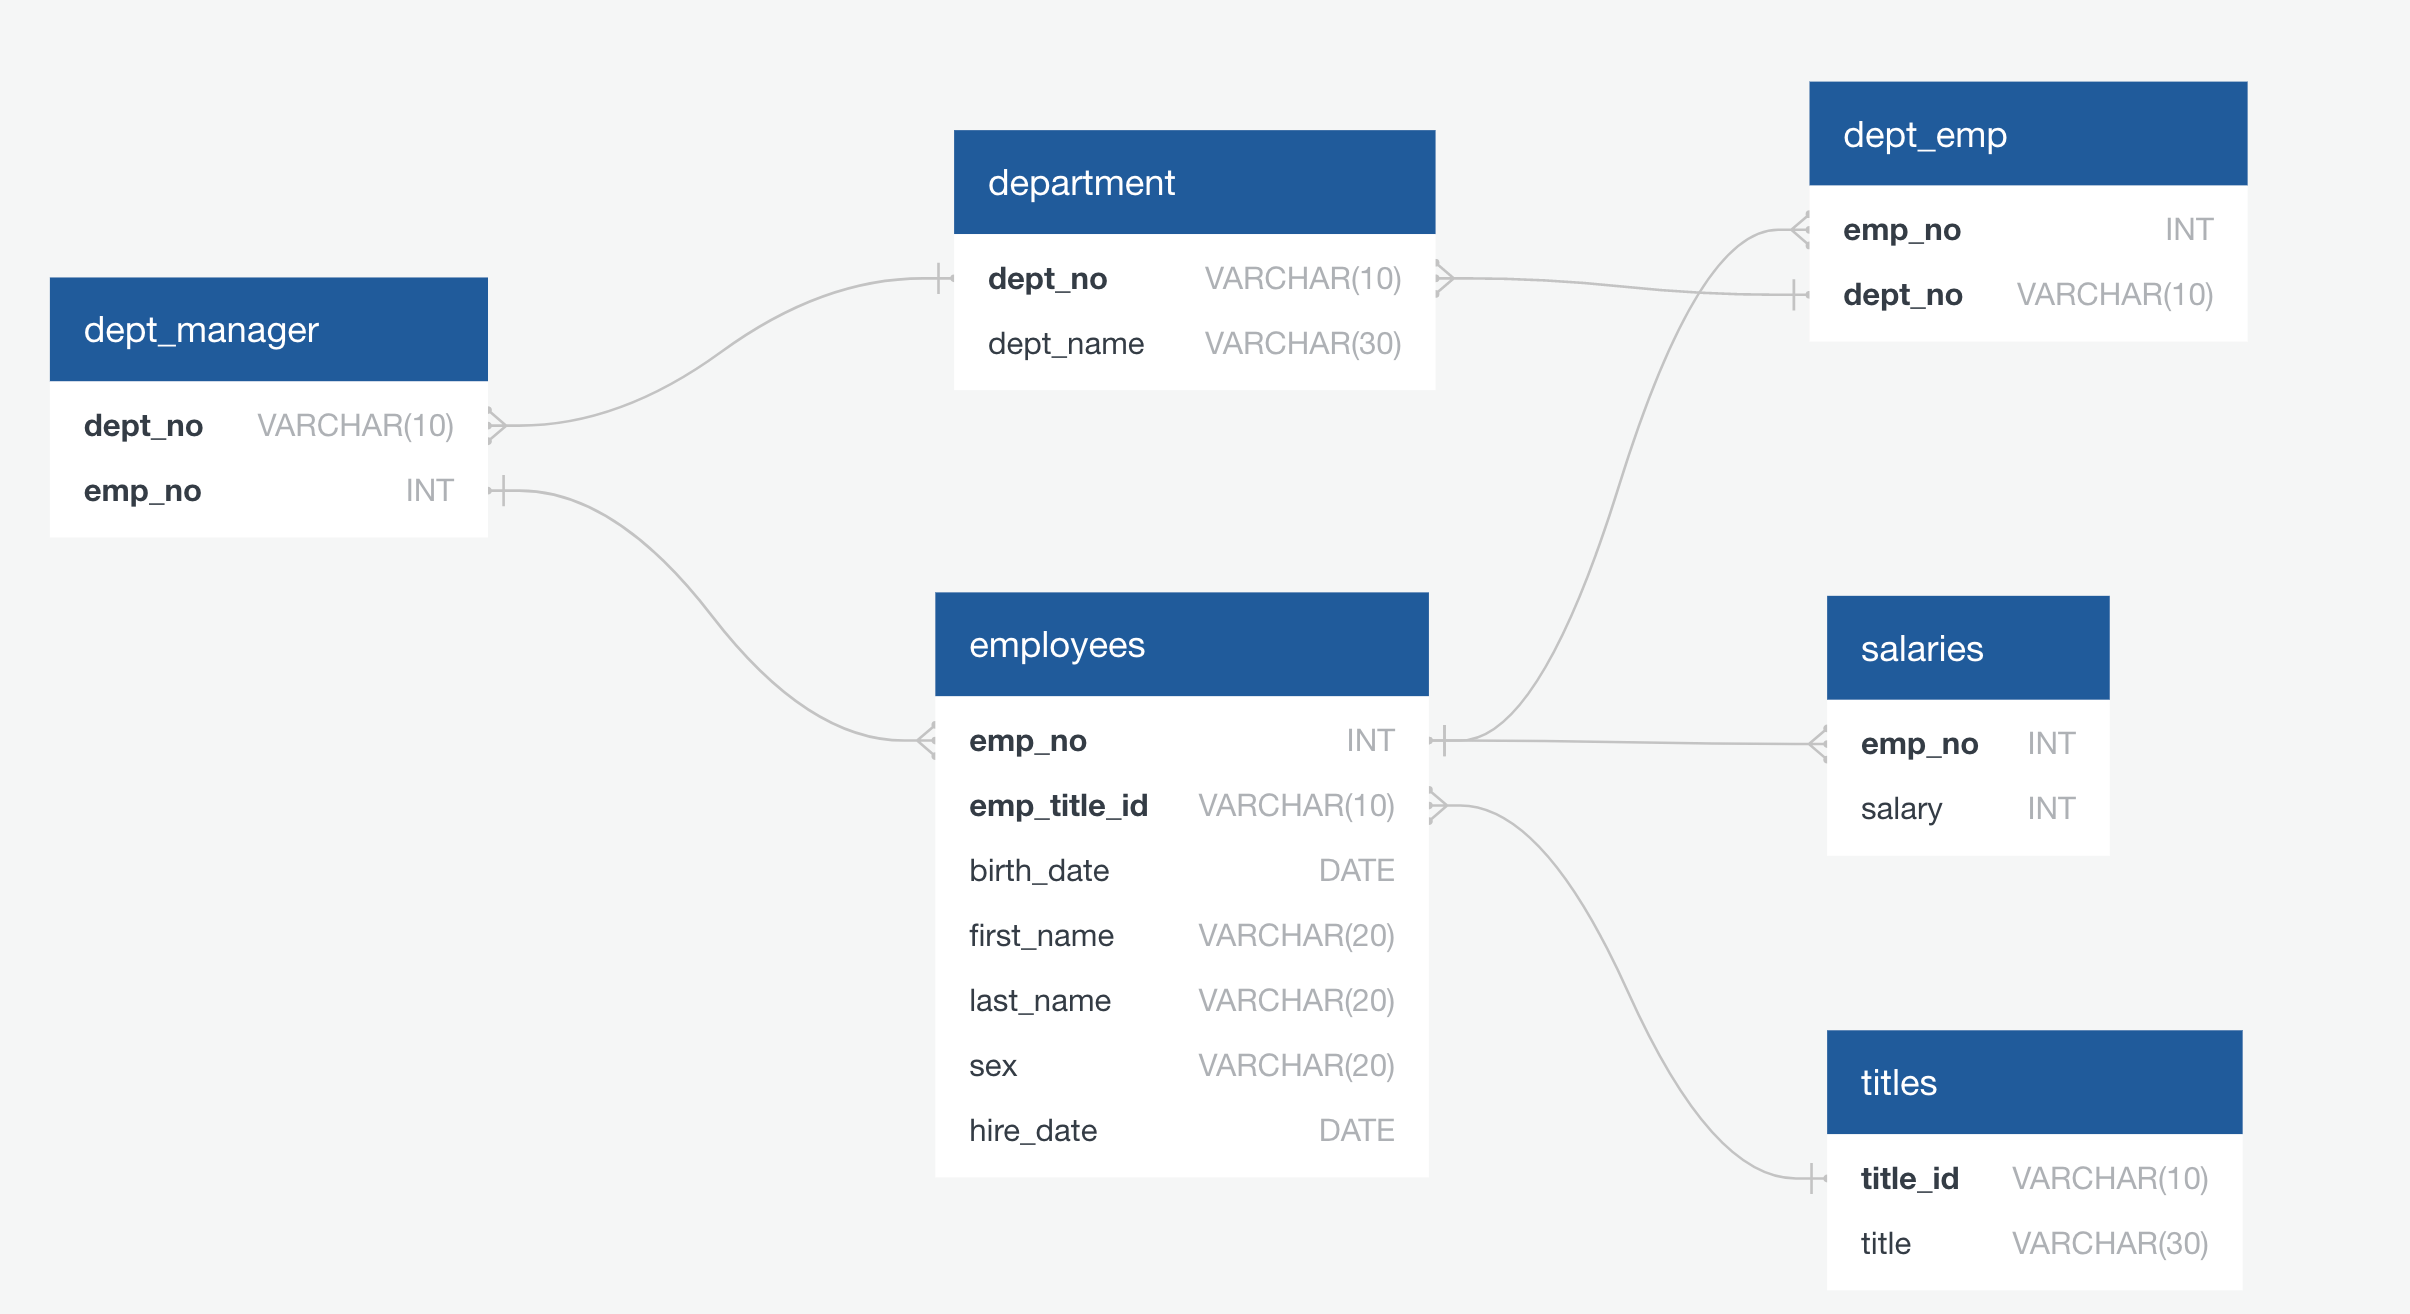 dept_manager
dept_no VARCHAR(10)
emp_no INT
department
dept_no VARCHAR(10)
dept_name VARCHAR(30)
employees
emp_no INT
emp_title_id VARCHAR(10)
birth_date DATE
first_name VARCHAR(20)
last_name VARCHAR(20)
sex VARCHAR(20)
hire_date DATE
dept_emp
emp_no INT
dept_no VARCHAR(10)
salaries
emp_no INT
salary INT
titles
title_id VARCHAR(10)
title VARCHAR(30)